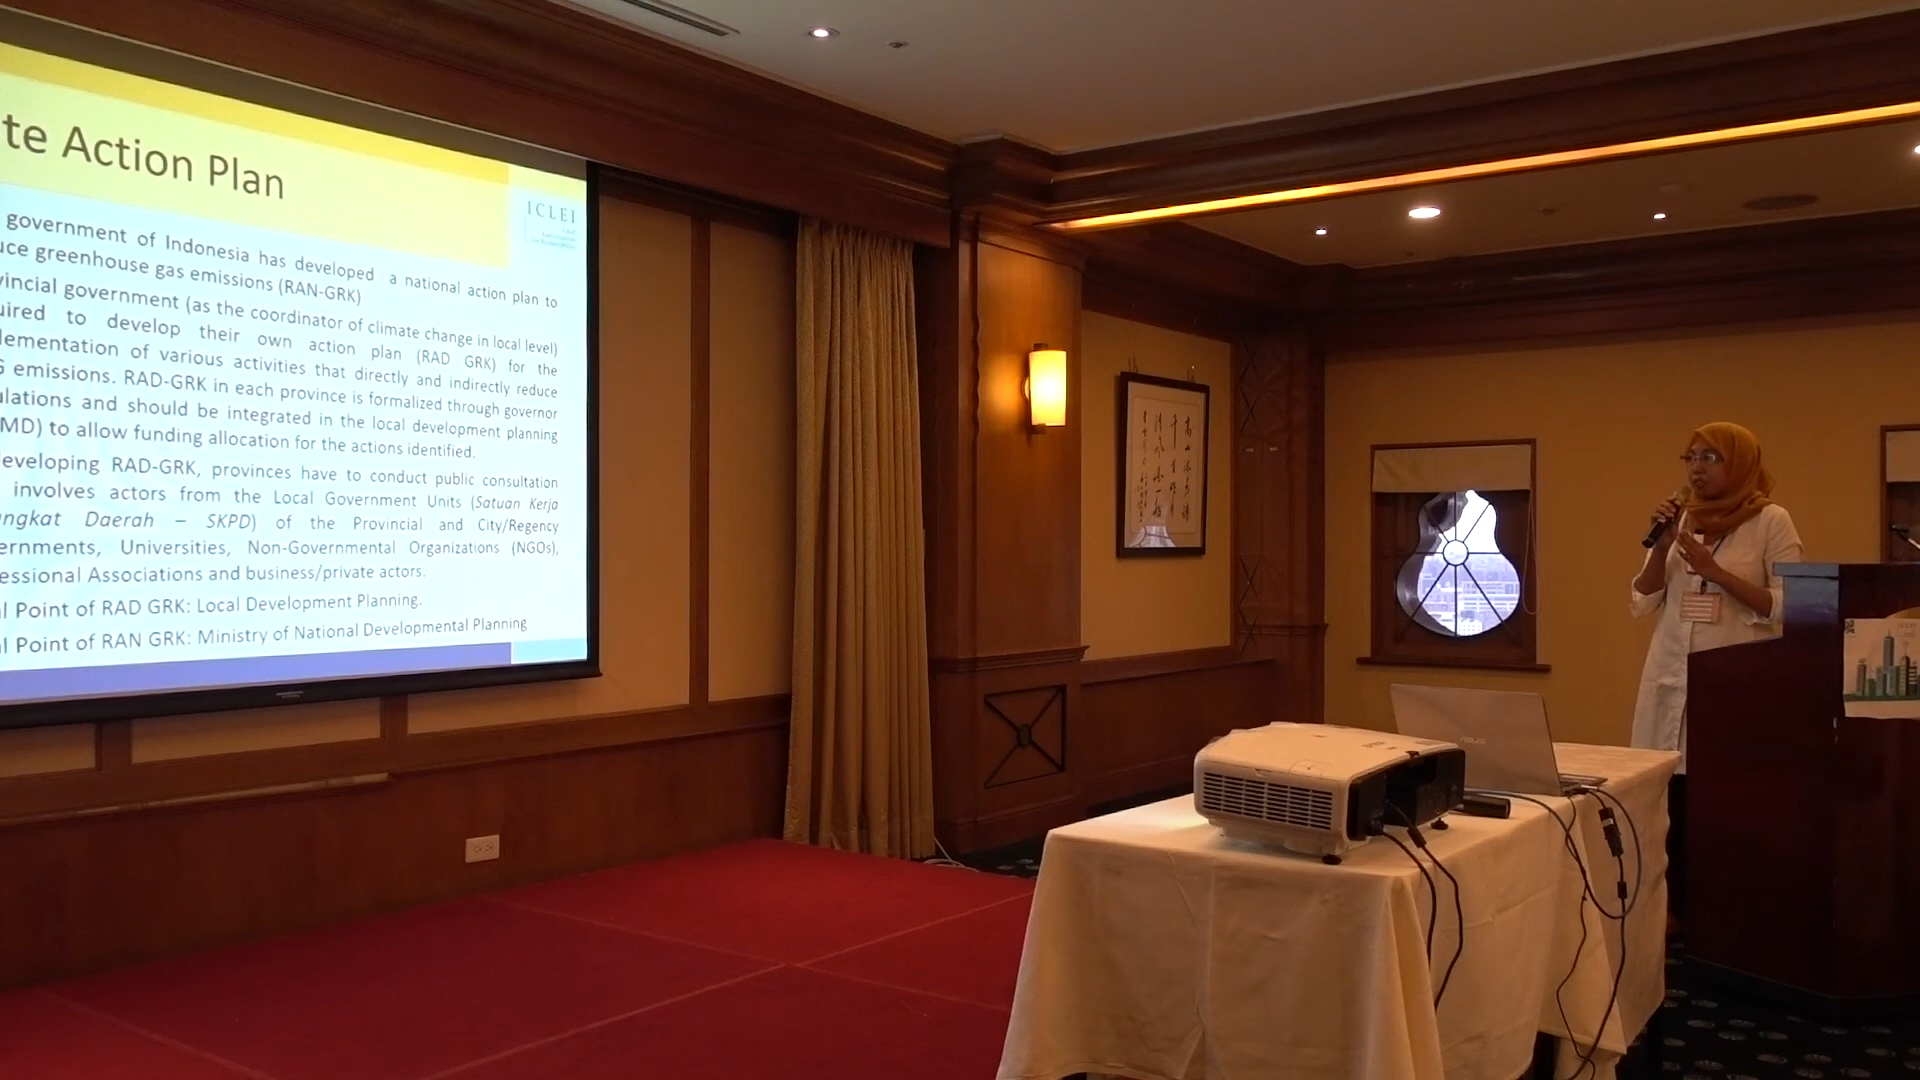 te Action Plan
ICLEI
government of Indonesia has developed a national action plan to
uce greenhouse gas emissions (RAN-GRK)
vincial government (as the coordinator of climate change in local level)
uired to develop their own action plan (RAD GRK) for the
lementation of various activities that directly and indirectly reduce
G emissions. RAD-GRK in each province is formalized through governor
ulations and should be integrated in the local development planning
MD) to allow funding allocation for the actions identified.
eveloping RAD-GRK, provinces have to conduct public consultation
involves actors from the Local Government Units (Satuan Kerja
ngkat Daerah – SKPD) of the Provincial and City/Regency
ernments, Universities, Non-Governmental Organizations (NGOs),
essional Associations and business/private actors.
l Point of RAD GRK: Local Development Planning.
l Point of RAN GRK: Ministry of National Developmental Planning
ASUS